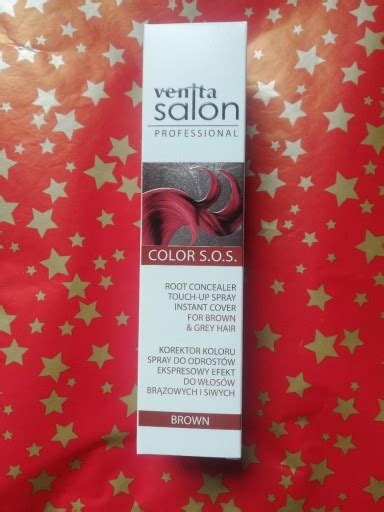 venita
salon
PROFESSIONAL
COLOR S.O.S.
ROOT CONCEALER
TOUCH-UP SPRAY
INSTANT COVER
FOR BROWN
& GREY HAIR
KOREKTOR KOLORU
SPRAY DO ODROSTÓW
EKSPRESOWY EFEKT
DO WŁOSÓW
BRĄZOWYCH I SIWYCH
BROWN